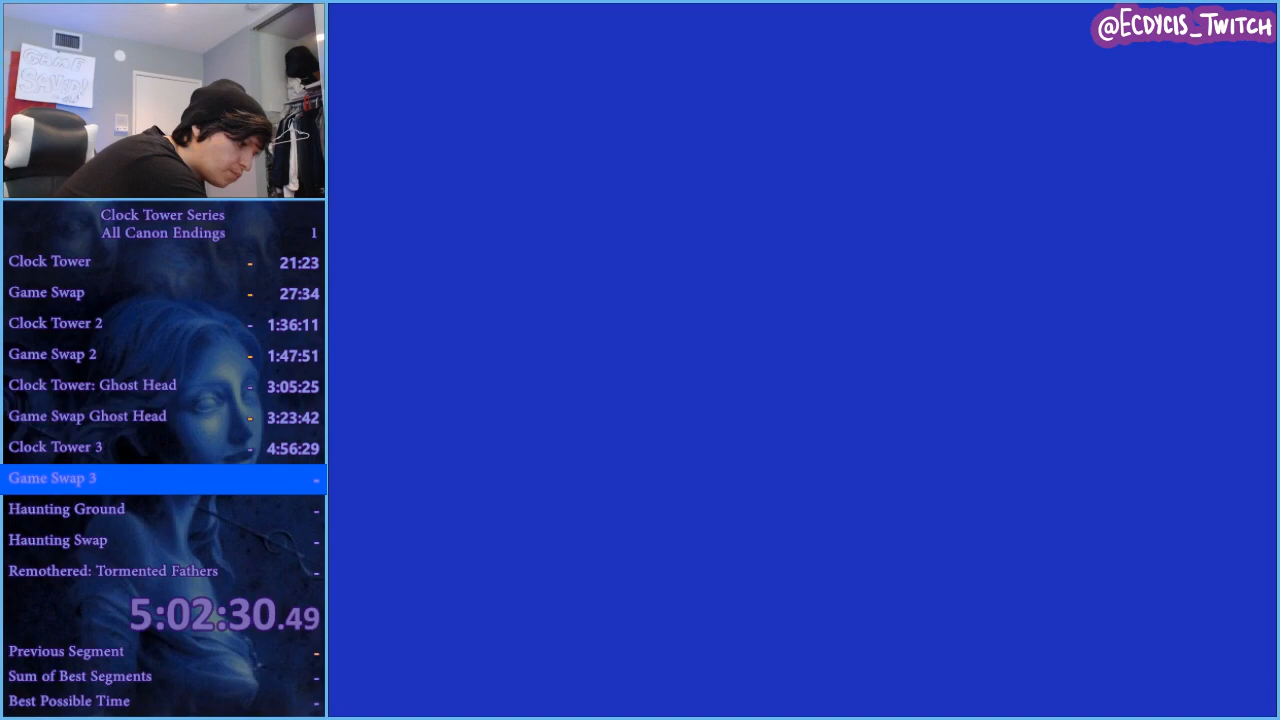 @ECDYCIS_TWITCH
GAME
SAVED!
Clock Tower Series
All Canon Endings 1
Clock Tower - 21:23
Game Swap - 27:34
Clock Tower 2 - 1:36:11
Game Swap 2 - 1:47:51
Clock Tower: Ghost Head - 3:05:25
Game Swap Ghost Head - 3:23:42
Clock Tower 3 - 4:56:29
Game Swap 3 -
Haunting Ground -
Haunting Swap -
Remothered: Tormented Fathers -
5:02:30.49
Previous Segment -
Sum of Best Segments -
Best Possible Time -